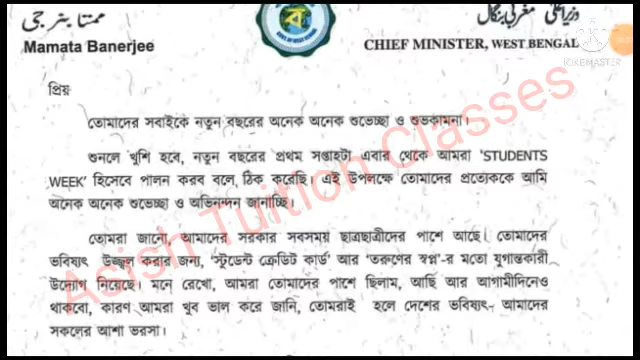 ممتا بنرجی
وزیر اعلیٰ مغربی بنگال
Mamata Banerjee
CHIEF MINISTER, WEST BENGAL
KINEMASTER
প্রিয়
তোমাদের সবাইকে নতুন বছরের অনেক অনেক শুভেচ্ছা ও শুভকামনা।
শুনলে খুশি হবে, নতুন বছরের প্রথম সপ্তাহটা এবার থেকে আমরা 'STUDENTS
WEEK' হিসেবে পালন করব বলে ঠিক করেছি। এই উপলক্ষে তোমাদের প্রত্যেককে আমি
অনেক অনেক শুভেচ্ছা ও অভিনন্দন জানাচ্ছি।
তোমরা জানো, আমাদের সরকার সবসময় ছাত্রছাত্রীদের পাশে আছে। তোমাদের
ভবিষ্যৎ উজ্জ্বল করার জন্য, 'স্টুডেন্ট ক্রেডিট কার্ড' আর 'তরুণের স্বপ্ন'-র মতো যুগান্তকারী
উদ্যোগ নিয়েছে। মনে রেখো, আমরা তোমাদের পাশে ছিলাম, আছি আর আগামীদিনেও
থাকবো, কারণ আমরা খুব ভাল করে জানি, তোমরাই হলে দেশের ভবিষ্যৎ- আমাদের
সকলের আশা ভরসা।
Asish Tuition Classes